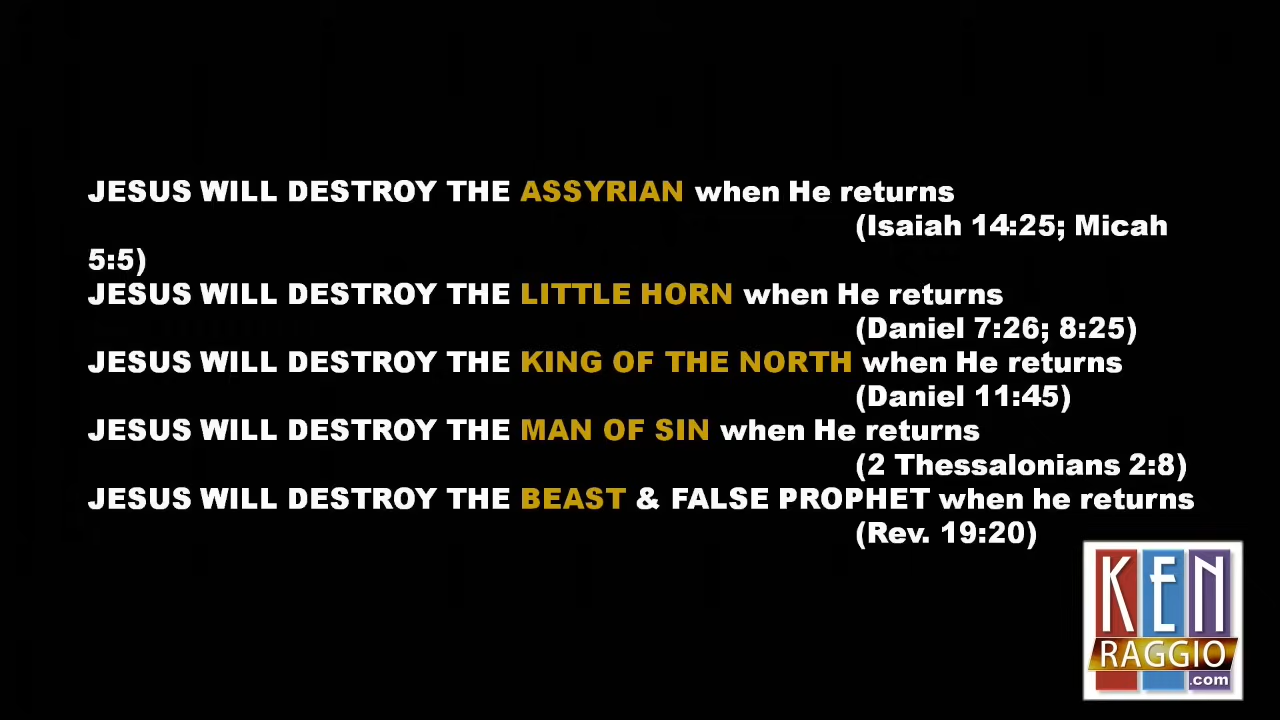 JESUS WILL DESTROY THE ASSYRIAN when He returns
(Isaiah 14:25; Micah
5:5)
JESUS WILL DESTROY THE LITTLE HORN when He returns
(Daniel 7:26; 8:25)
JESUS WILL DESTROY THE KING OF THE NORTH when He returns
(Daniel 11:45)
JESUS WILL DESTROY THE MAN OF SIN when He returns
(2 Thessalonians 2:8)
JESUS WILL DESTROY THE BEAST & FALSE PROPHET when he returns
(Rev. 19:20)
KEN
RAGGIO
.com